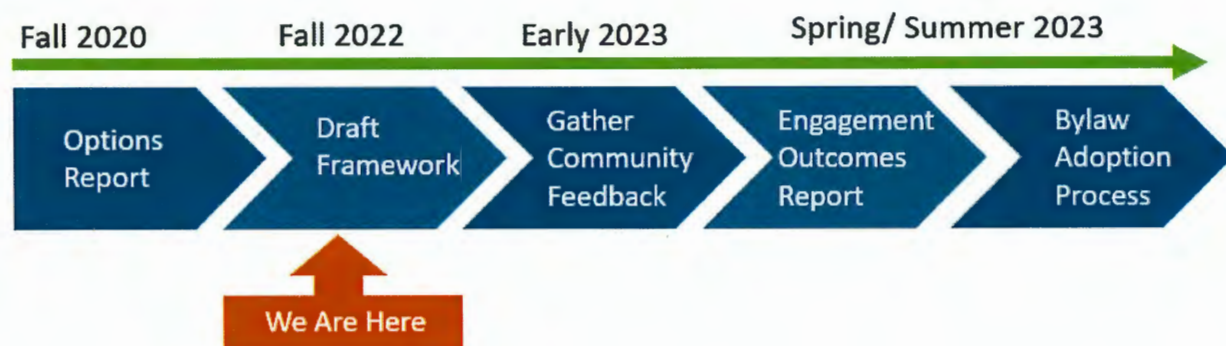 Fall 2020
Fall 2022
Early 2023
Spring/ Summer 2023
Options
Report
Draft
Framework
Gather
Community
Feedback
Engagement
Outcomes
Report
Bylaw
Adoption
Process
We Are Here